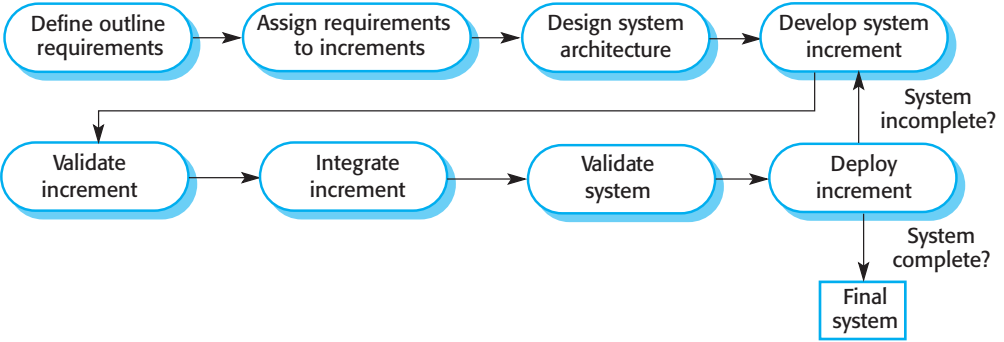 Define outline
requirements
Assign requirements
to increments
Design system
architecture
Develop system
increment
System
incomplete?
Validate
increment
Integrate
increment
Validate
system
Deploy
increment
System
complete?
Final
system